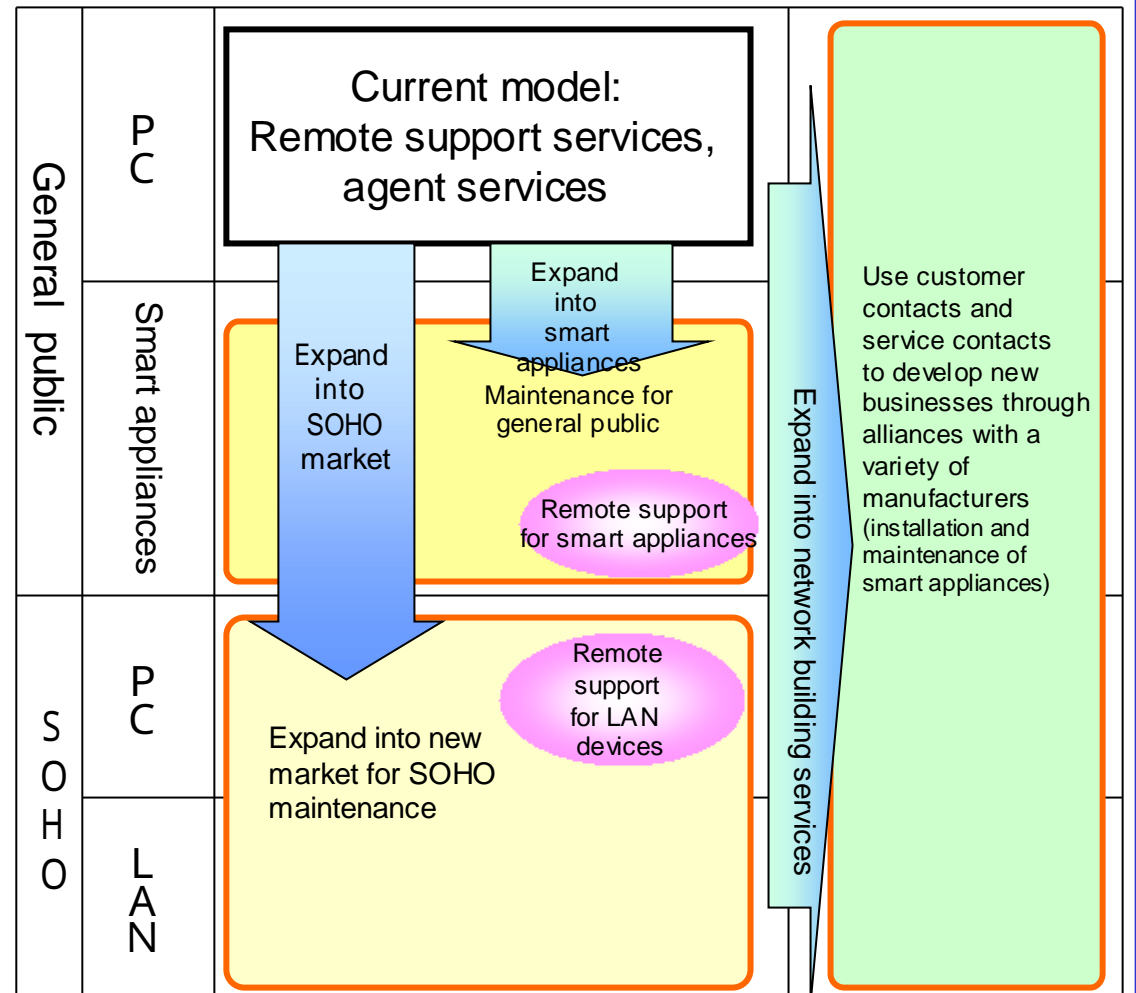 General public
PC
Current model:
Remote support services,
agent services
Smart appliances
Expand
into
SOHO
market
Expand
into
smart
appliances
Maintenance for
general public
Remote support
for smart appliances
SOHO
PC
LAN
Expand into new
market for SOHO
maintenance
Remote
support
for LAN
devices
Expand into network building services
Use customer
contacts and
service contacts
to develop new
businesses through
alliances with a
variety of
manufacturers
(installation and
maintenance of
smart appliances)